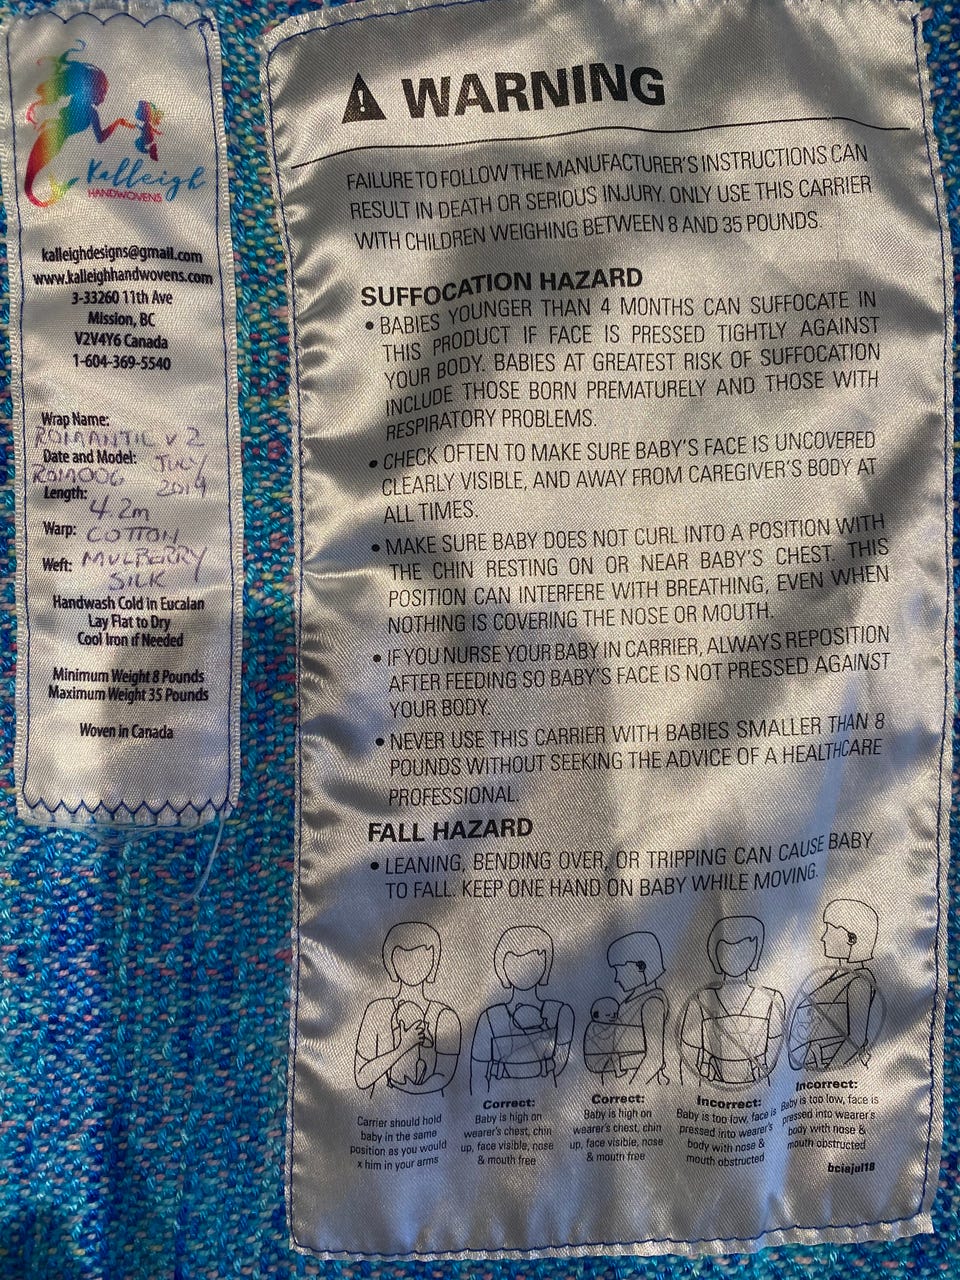 Kalleigh
HANDWOVENS
kalleighdesigns@gmail.com
www.kalleighhandwovens.com
3-33260 11th Ave
Mission, BC
V2V4Y6 Canada
1-604-369-5540
Wrap Name:
ROMANTIC V2
Date and Model: JULY
ROM006 2019
Length:
4.2m
Warp: COTTON
Weft: MULBERRY
SILK
Handwash Cold in Eucalan
Lay Flat to Dry
Cool Iron if Needed
Minimum Weight 8 Pounds
Maximum Weight 35 Pounds
Woven in Canada
WARNING
FAILURE TO FOLLOW THE MANUFACTURER'S INSTRUCTIONS CAN
RESULT IN DEATH OR SERIOUS INJURY. ONLY USE THIS CARRIER
WITH CHILDREN WEIGHING BETWEEN 8 AND 35 POUNDS.
SUFFOCATION HAZARD
• BABIES YOUNGER THAN 4 MONTHS CAN SUFFOCATE IN
THIS PRODUCT IF FACE IS PRESSED TIGHTLY AGAINST
YOUR BODY. BABIES AT GREATEST RISK OF SUFFOCATION
INCLUDE THOSE BORN PREMATURELY AND THOSE WITH
RESPIRATORY PROBLEMS.
• CHECK OFTEN TO MAKE SURE BABY'S FACE IS UNCOVERED
CLEARLY VISIBLE, AND AWAY FROM CAREGIVER'S BODY AT
ALL TIMES.
• MAKE SURE BABY DOES NOT CURL INTO A POSITION WITH
THE CHIN RESTING ON OR NEAR BABY'S CHEST. THIS
POSITION CAN INTERFERE WITH BREATHING, EVEN WHEN
NOTHING IS COVERING THE NOSE OR MOUTH.
• IF YOU NURSE YOUR BABY IN CARRIER, ALWAYS REPOSITION
AFTER FEEDING SO BABY'S FACE IS NOT PRESSED AGAINST
YOUR BODY.
• NEVER USE THIS CARRIER WITH BABIES SMALLER THAN 8
POUNDS WITHOUT SEEKING THE ADVICE OF A HEALTHCARE
PROFESSIONAL.
FALL HAZARD
• LEANING, BENDING OVER, OR TRIPPING CAN CAUSE BABY
TO FALL. KEEP ONE HAND ON BABY WHILE MOVING.
Carrier should hold
baby in the same
position as you would
x him in your arms
Correct:
Baby is high on
wearer's chest, chin
up, face visible, nose
& mouth free
Correct:
Baby is high on
wearer's chest, chin
up, face visible, nose
& mouth free
Incorrect:
Baby is too low, face is
pressed into wearer's
body with nose &
mouth obstructed
Incorrect:
Baby is too low, face is
pressed into wearer's
body with nose &
mouth obstructed
bciajul18